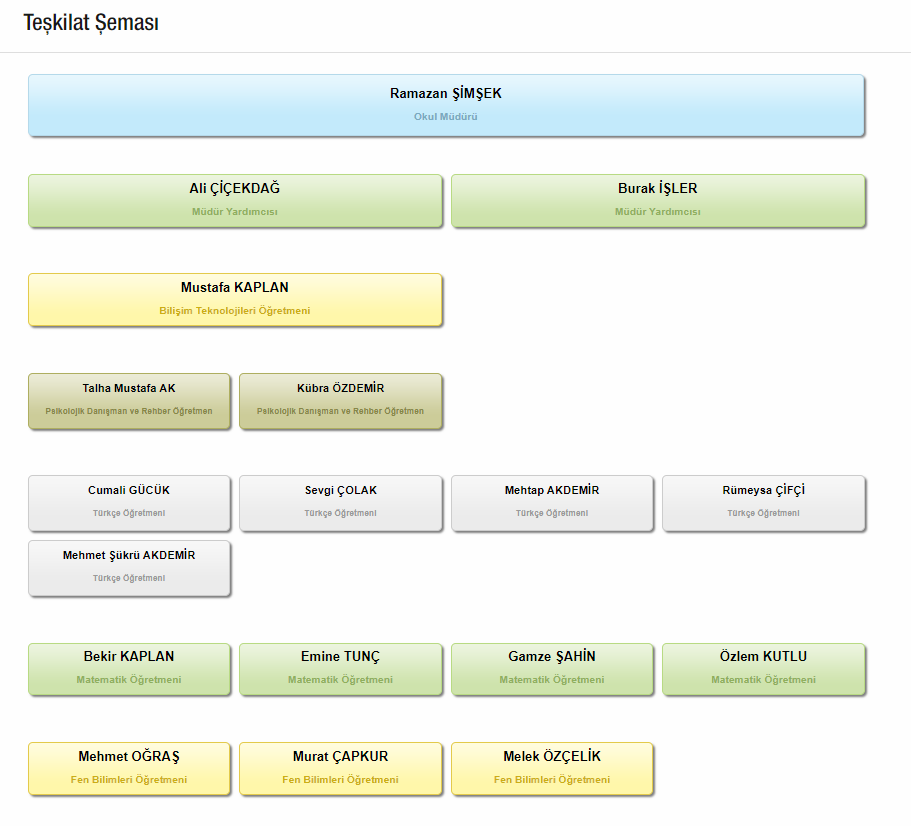 Teşkilat Şeması
Ramazan ŞİMŞEK
Okul Müdürü
Ali ÇİÇEKDAĞ
Müdür Yardımcısı
Burak İŞLER
Müdür Yardımcısı
Mustafa KAPLAN
Bilişim Teknolojileri Öğretmeni
Talha Mustafa AK
Psikolojik Danışman ve Rehber Öğretmen
Kübra ÖZDEMİR
Psikolojik Danışman ve Rehber Öğretmen
Cumali GÜCÜK
Türkçe Öğretmeni
Sevgi ÇOLAK
Türkçe Öğretmeni
Mehtap AKDEMİR
Türkçe Öğretmeni
Rümeysa ÇİFÇİ
Türkçe Öğretmeni
Mehmet Şükrü AKDEMİR
Türkçe Öğretmeni
Bekir KAPLAN
Matematik Öğretmeni
Emine TUNÇ
Matematik Öğretmeni
Gamze ŞAHİN
Matematik Öğretmeni
Özlem KUTLU
Matematik Öğretmeni
Mehmet OĞRAŞ
Fen Bilimleri Öğretmeni
Murat ÇAPKUR
Fen Bilimleri Öğretmeni
Melek ÖZÇELİK
Fen Bilimleri Öğretmeni